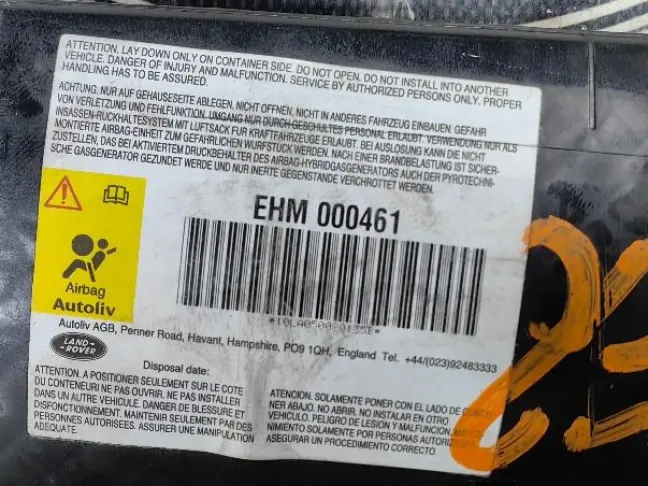 ATTENTION. LAY DOWN ONLY ON CONTAINER SIDE. DO NOT OPEN. DO NOT INSTALL INTO ANOTHER
VEHICLE. DANGER OF INJURY AND MALFUNCTION. SERVICE BY AUTHORIZED PERSONS ONLY. PROPER
HANDLING HAS TO BE ASSURED.
ACHTUNG. NUR AUF GEHAUSESEITE ABLEGEN. NICHT OFFNEN. NICHT IN ANDERES FAHRZEUG EINBAUEN. GEFAHR
VON VERLETZUNG UND FEHLFUNKTION. UMGANG NUR DURCH GESCHULTES PERSONAL ERLAUBT. VERWENDUNG NUR ALS
INSASSEN-RUCKHALTESYSTEM MIT LUFTSACK FUR KRAFTFAHRZEUGE ERLAUBT. BEI AUSLOSUNG KANN DIE NICHT
MONTIERTE AIRBAG-EINHEIT ZUM GEFAHRLICHEN WURFSTUCK WERDEN. NACH EINER BRANDBELASTUNG IST SICHER-
ZUSTELLEN, DAS BEI AKTIVIERTEM DRUCKBEHALTER DES AIRBAG-HYBRIDGASGENERATORS AUCH DER PYROTECHNI-
SCHE GASGENERATOR GEZUNDET WERDE UND NUR INERTE GEGENSTANDE VERSCHROTTET WERDEN.
EHM 000461
Airbag
Autoliv
Autoliv AGB, Penner Road, Havant, Hampshire, PO9 1QH, England Tel. +44/(023)92483333
LAND-
ROVER
Disposal date:
ATTENTION. A POSITIONER SEULEMENT SUR LE COTE
DU CONTENEURI NE PAS OUVRIR. NE PAS INSTALLER
DANS UN AUTRE VEHICULE. DANGER DE BLESSURE ET
DISFONCTIONNEMENT. MAINTENIR SEULEMENT PAR DES
PERSONNES AUTORISEES. ASSURER UNE MANIPULATION
ADEQUATE.
ATENCION. SOLAMENTE PONER CON EL LADO DE
NER ABAJO. NO ABRIR. NO INSTALAR EN OTRO
VEHICULO. PELIGRO DE LESION Y MALFUNCTION.
NIMIENTO SOLAMENTE POR PERSONAS
ASEGURAR UN PROCEDIMIENTO CORRECTO.